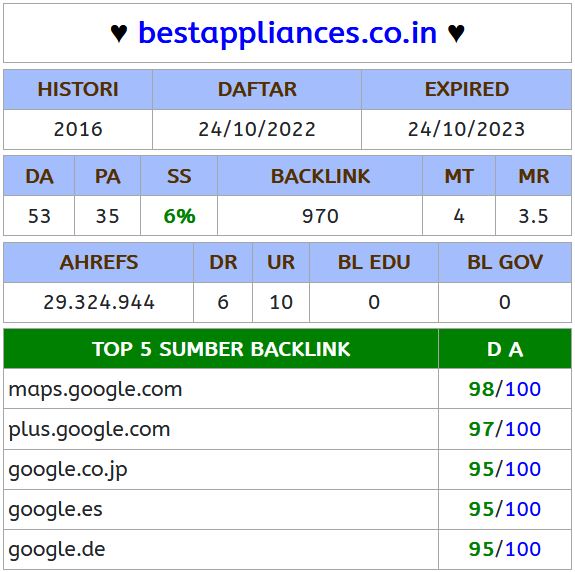 ♥ bestappliances.co.in ♥
HISTORI DAFTAR EXPIRED
2016 24/10/2022 24/10/2023
DA PA SS BACKLINK MT MR
53 35 6% 970 4 3.5
AHREFS DR UR BL EDU BL GOV
29.324.944 6 10 0 0
TOP 5 SUMBER BACKLINK D A
maps.google.com 98/100
plus.google.com 97/100
google.co.jp 95/100
google.es 95/100
google.de 95/100